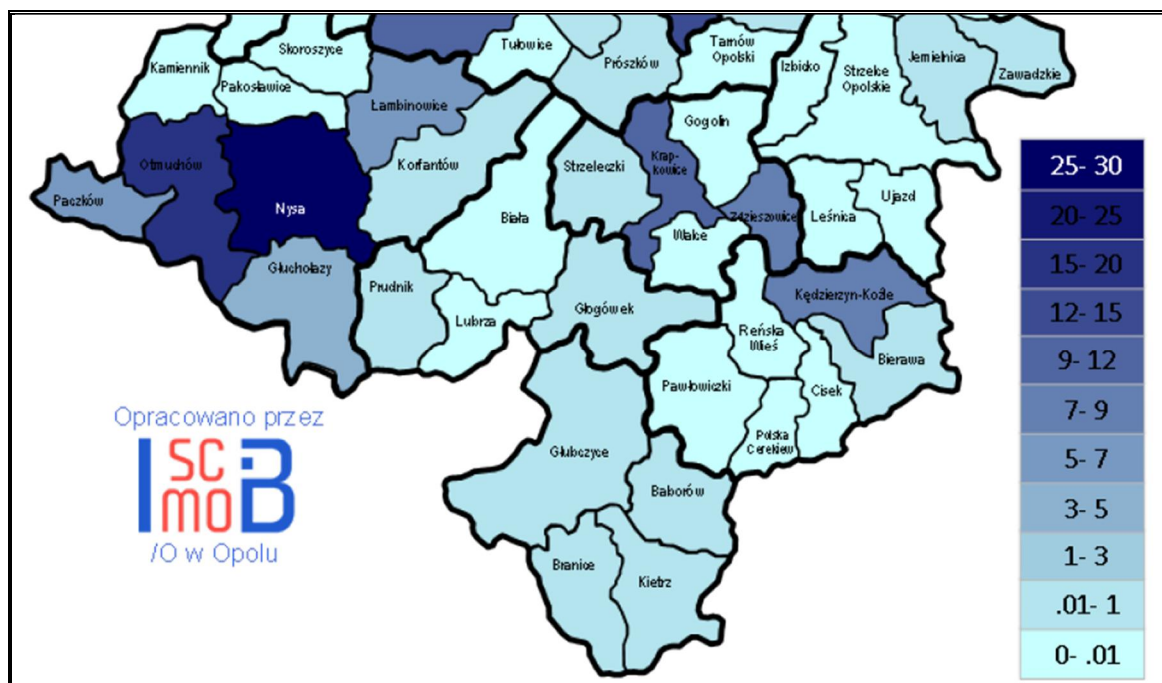 Skoroszyce
Tułowice
Prószków
Tarnów
Opolski
Izbicko
Strzelce
Opolskie
Jemielnica
Zawadzkie
Kamiennik
Pakosławice
Łambinowice
Gogolin
Otmuchów
Korfantów
Strzeleczki
Krap-
kowice
Paczków
Nysa
Biała
Zdzieszowice
Leśnica
Ujazd
Walce
Głuchołazy
Prudnik
Lubrza
Głogówek
Kędzierzyn-Koźle
Reńska
Wieś
Bierawa
Pawłowiczki
Cisek
Polska
Cerekiew
Głubczyce
Baborów
Branice
Kietrz
Opracowano przez
I SC B
MO
/O w Opolu
25- 30
20- 25
15- 20
12- 15
9- 12
7- 9
5- 7
3- 5
1- 3
.01- 1
0- .01